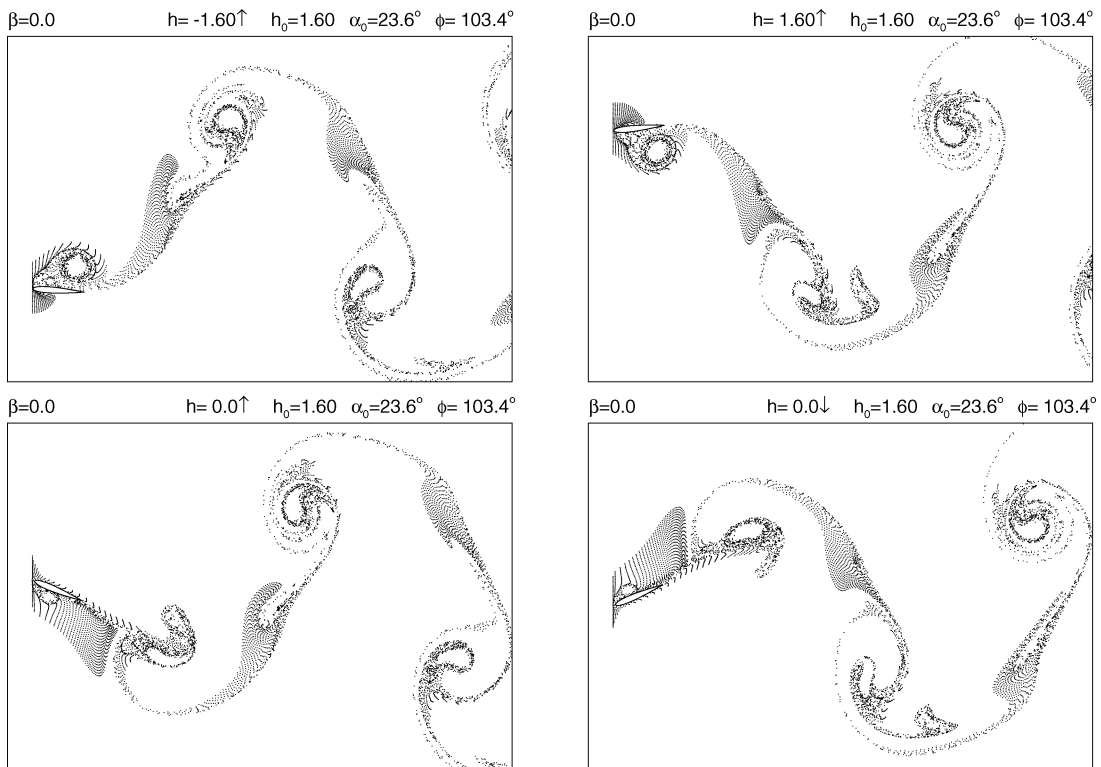 β=0.0 h= -1.60↑ h₀=1.60 α₀=23.6° φ= 103.4°
β=0.0 h= 1.60↑ h₀=1.60 α₀=23.6° φ= 103.4°
β=0.0 h= 0.0↑ h₀=1.60 α₀=23.6° φ= 103.4°
β=0.0 h= 0.0↓ h₀=1.60 α₀=23.6° φ= 103.4°